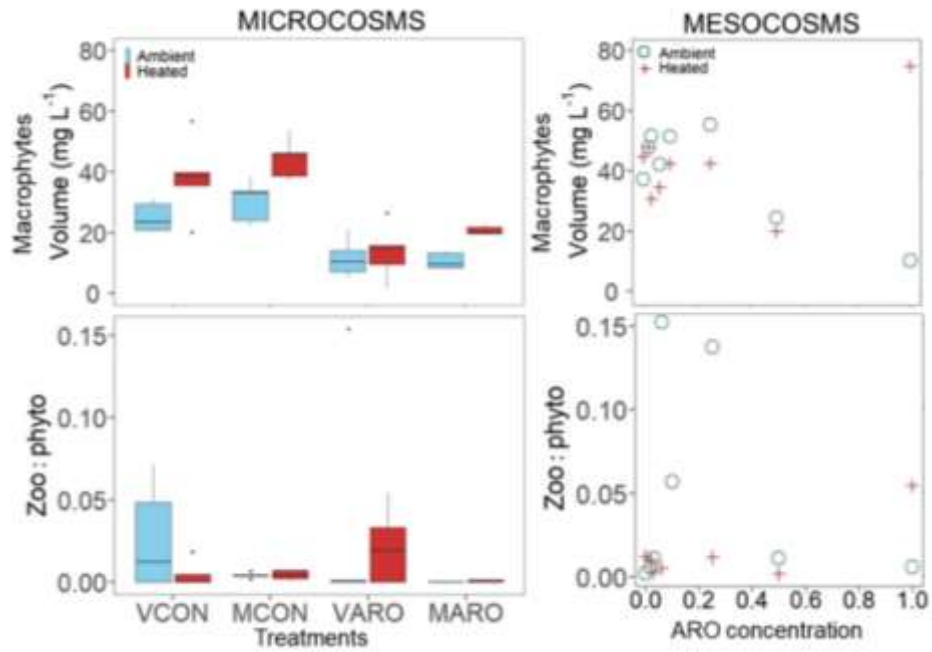 MICROCOSMS
MESOCOSMS
Macrophytes
Volume (mg L⁻¹)
80
60
40
20
0
Ambient
Heated
Macrophytes
Volume (mg L⁻¹)
80
60
40
20
0
Ambient
Heated
Zoo : phyto
0.15
0.10
0.05
0.00
VCON MCON VARO MARO
Treatments
Zoo : phyto
0.15
0.10
0.05
0.00
0.0 0.2 0.4 0.6 0.8 1.0
ARO concentration